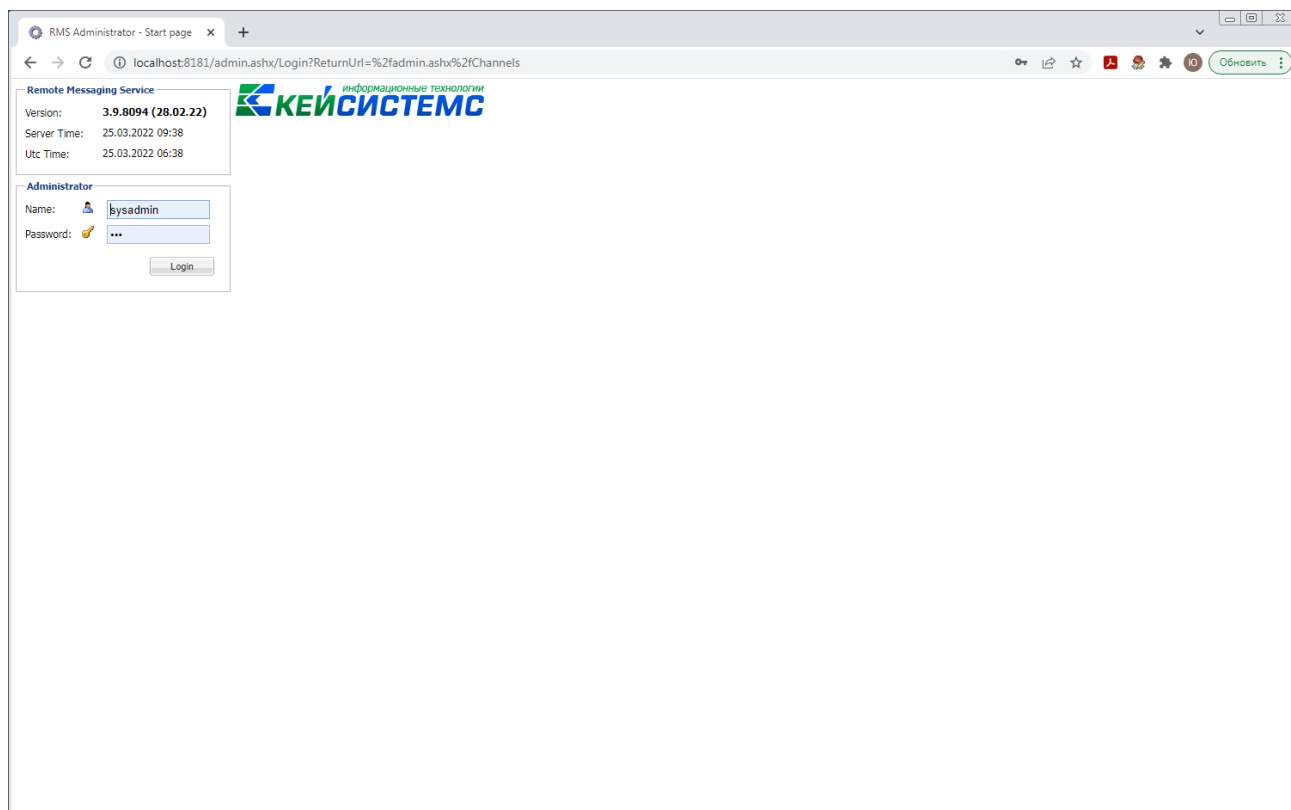 RMS Administrator - Start page
localhost:8181/admin.ashx/Login?ReturnUrl=%2fadmin.ashx%2fChannels
Ю
Обновить
Remote Messaging Service
Version: 3.9.8094 (28.02.22)
Server Time: 25.03.2022 09:38
Utc Time: 25.03.2022 06:38
информационные технологии
КЕЙСИСТЕМС
Administrator
Name: sysadmin
Password: •••
Login